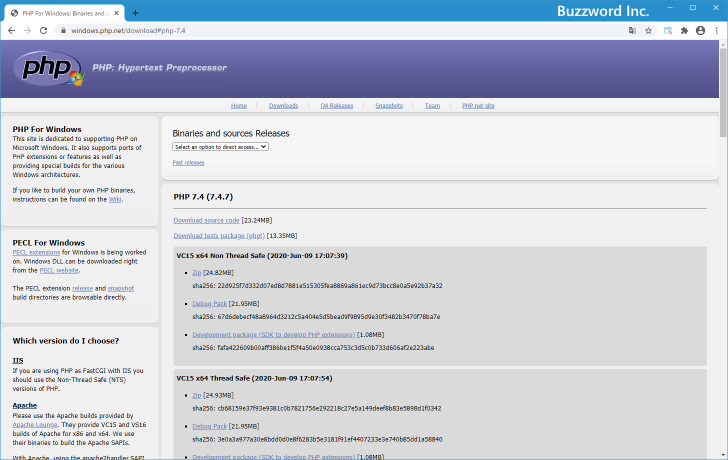 PHP For Windows: Binaries and s
Buzzword Inc.
windows.php.net/download#php-7.4
php
PHP: Hypertext Preprocessor
Home
Downloads
QA Releases
Snapshots
Team
PHP.net site
PHP For Windows
This site is dedicated to supporting PHP on
Microsoft Windows. It also supports ports of
PHP extensions or features as well as
providing special builds for the various
Windows architectures.
If you like to build your own PHP binaries,
instructions can be found on the Wiki.
PECL For Windows
PECL extensions for Windows is being worked
on. Windows DLL can be downloaded right
from the PECL website.
The PECL extension release and snapshot
build directories are browsable directly.
Which version do I choose?
IIS
If you are using PHP as FastCGI with IIS you
should use the Non-Thread Safe (NTS)
versions of PHP.
Apache
Please use the Apache builds provided by
Apache Lounge. They provide VC15 and VS16
builds of Apache for x86 and x64. We use
their binaries to build the Apache SAPIs.
With Apache, using the apache2handler SAPI,
Binaries and sources Releases
Select an option to direct access...
Past releases
PHP 7.4 (7.4.7)
Download source code [23.24MB]
Download tests package (phpt) [13.35MB]
VC15 x64 Non Thread Safe (2020-Jun-09 17:07:39)
Zip [24.82MB]
sha256:
Debug Pack [21.95MB]
sha256:
Development package (SDK to develop PHP extensions) [1.08MB]
sha256:
VC15 x64 Thread Safe (2020-Jun-09 17:07:54)
Zip [24.93MB]
sha256:
Debug Pack [21.95MB]
sha256:
Development package (SDK to develop PHP extensions) [1.08MB]